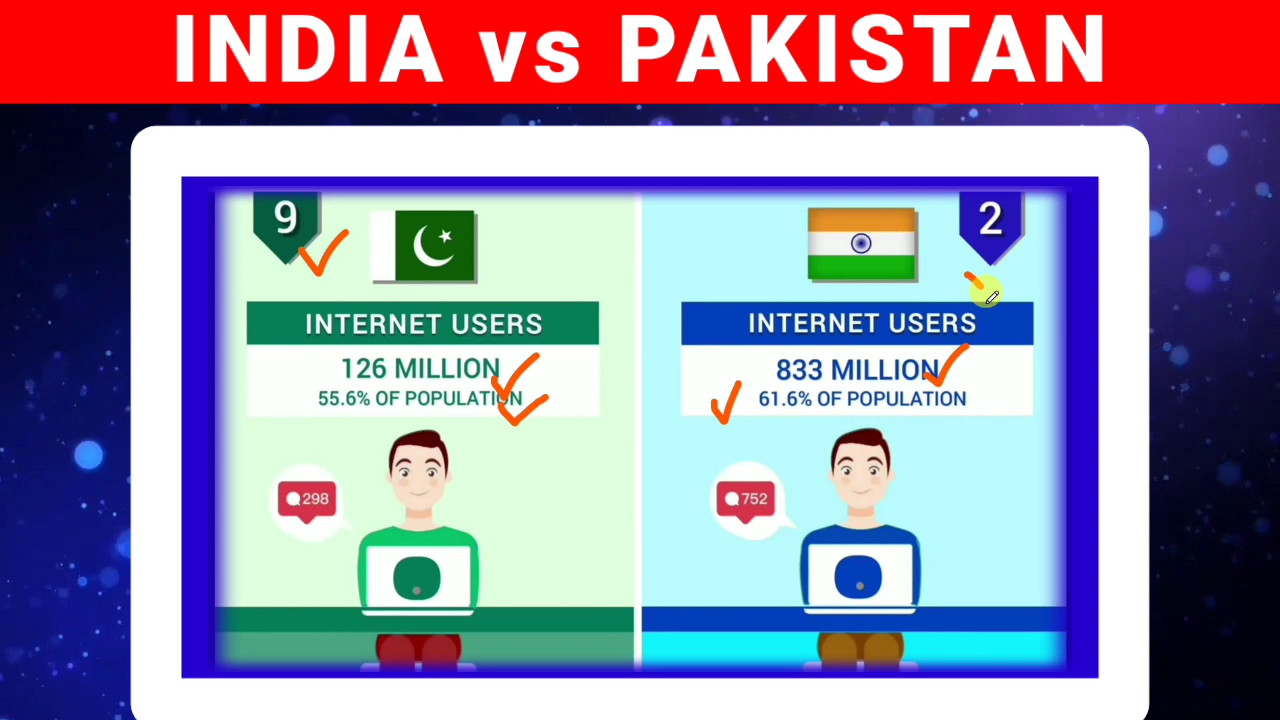 INDIA vs PAKISTAN
9
INTERNET USERS
126 MILLION
55.6% OF POPULATION
298
2
INTERNET USERS
833 MILLION
61.6% OF POPULATION
752